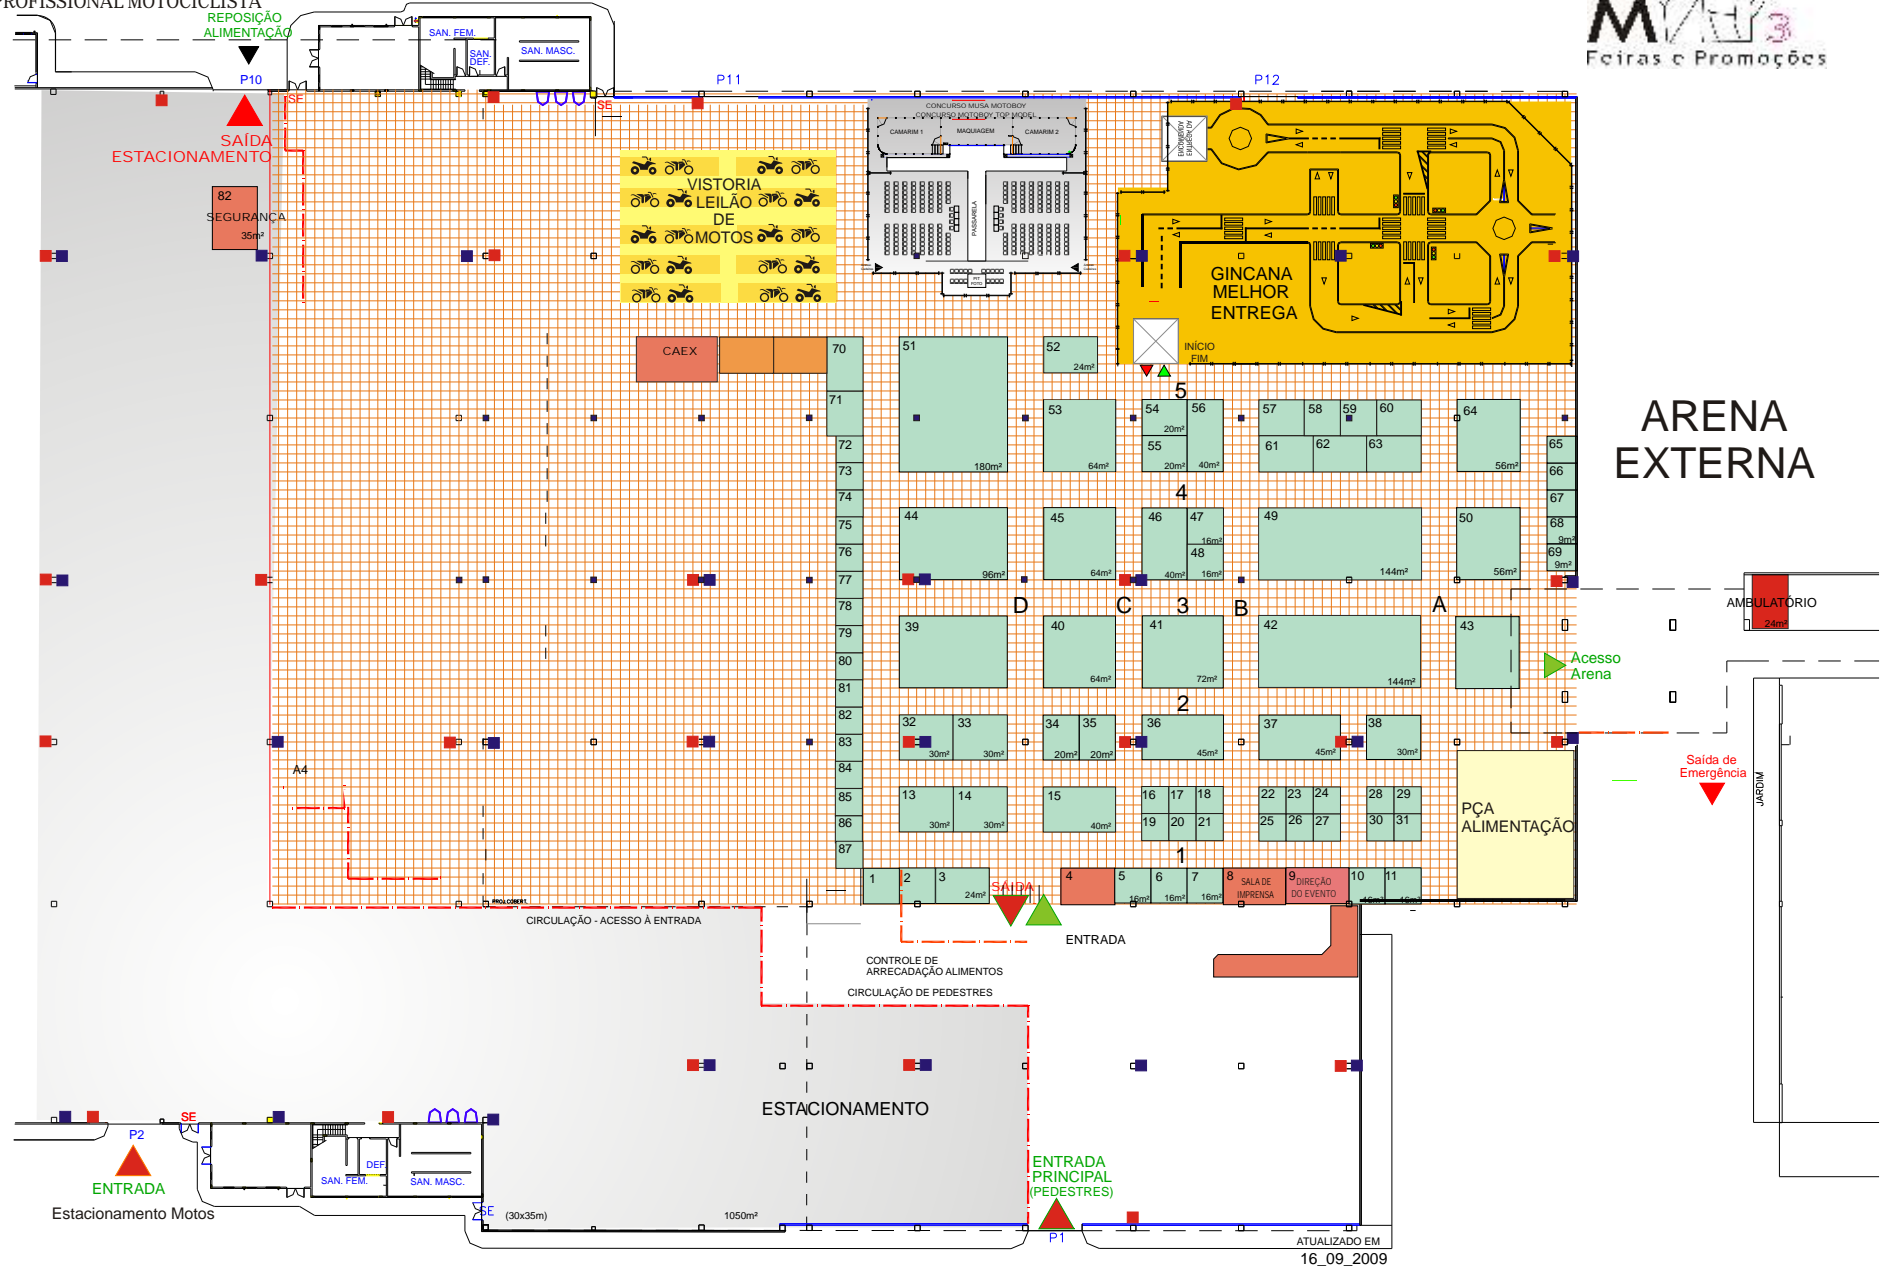 PROFISSIONAL MOTOCICLISTA
REPOSIÇÃO
ALIMENTAÇÃO
P10
SE
SAÍDA
ESTACIONAMENTO
82
SEGURANÇA
35m²
SAN. FEM.
SAN.
DEF.
SAN. MASC.
SE
P11
P12
3
Feiras e Promoções
VISTORIA
LEILÃO
DE
MOTOS
CONCURSO MUSA MOTOBOY
CONCURSO MOTOBOY TOP MODEL
CAMARIM 1
MAQUIAGEM
CAMARIM 2
PASSARELA
GINCANA
MELHOR
ENTREGA
INÍCIO
FIM
ARENA
EXTERNA
CAEX
70
71
72
73
74
75
76
77
78
79
80
81
82
83
84
85
86
87
51
180m²
52
24m²
53
64m²
5
54
20m²
55
20m²
56
40m²
57
58
59
60
61
62
63
64
56m²
65
66
67
68
9m²
69
9m²
4
44
96m²
45
64m²
46
40m²
47
16m²
48
16m²
49
144m²
50
56m²
D
C
3
B
A
39
40
64m²
41
72m²
42
144m²
43
AMBULATÓRIO
24m²
Acesso
Arena
2
32
30m²
33
30m²
34
20m²
35
20m²
36
45m²
37
45m²
38
30m²
Saída de
Emergência
JARDIM
A4
13
30m²
14
30m²
15
40m²
16
17
18
19
20
21
22
23
24
25
26
27
28
29
30
31
PÇA
ALIMENTAÇÃO
1
1
2
3
24m²
SAÍDA
4
5
16m²
6
16m²
7
16m²
8
SALA DE
IMPRENSA
9
DIREÇÃO
DO EVENTO
10
16m²
11
16m²
PROJ.COBERT.
CIRCULAÇÃO - ACESSO À ENTRADA
ENTRADA
CONTROLE DE
ARRECADAÇÃO ALIMENTOS
CIRCULAÇÃO DE PEDESTRES
ESTACIONAMENTO
P2
SE
ENTRADA
Estacionamento Motos
SAN. FEM.
DEF.
SAN. MASC.
SE
(30x35m)
1050m²
ENTRADA
PRINCIPAL
(PEDESTRES)
P1
ATUALIZADO EM
16_09_2009